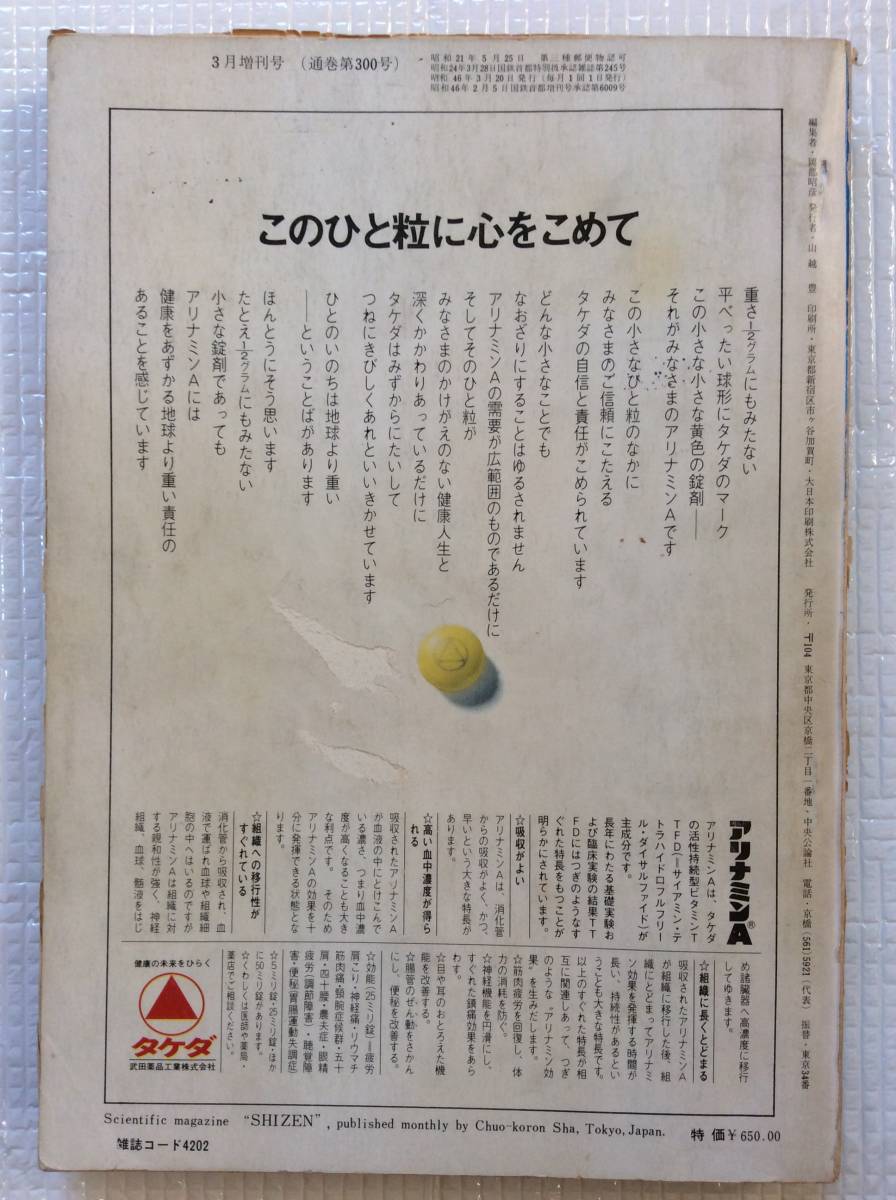 3月増刊号 (通巻第300号)
昭和21年5月25日 第三種郵便物認可
昭和24年3月28日国鉄首都特別扱承認雑誌第245号
昭和46年3月20日発行(毎月1回1日発行)
昭和46年2月5日国鉄首都増刊号承認第6009号
編集者・岡部昭彦 発行者・山越 豊 印刷所・東京都新宿区市ヶ谷加賀町・大日本印刷株式会社 発行所・〒104 東京都中央区京橋二丁目一番地・中央公論社 電話・京橋(561)5921(代表) 振替・東京34番
このひと粒に心をこめて
重さ1/2グラムにもみたない
平べったい球形にタケダのマーク
この小さな小さな黄色の錠剤——
それがみなさまのアリナミンAです
この小さなひと粒のなかに
みなさまのご信頼にこたえる
タケダの自信と責任がこめられています
どんな小さなことでも
なおざりにすることはゆるされません
アリナミンAの需要が広範囲のものであるだけに
そしてそのひと粒が
みなさまのかけがえのない健康人生と
深くかかわりあっているだけに
タケダはみずからにたいして
つねにきびしくあれといいきかせています
ひとのいのちは地球より重い
——ということばがあります
ほんとうにそう思います
たとえ1/2グラムにもみたない
小さな錠剤であっても
アリナミンAには
健康をあずかる地球より重い責任の
あることを感じています
アリナミンA®
アリナミンAは、タケダ
の活性持続型ビタミンT
TFD(=サイアミン・テ
トラハイドロフルフリー
ル・ダイサルファイド)が
主成分です。
長年にわたる基礎実験お
よび臨床実験の結果TT
FDにはつぎのようなす
ぐれた特長をもつことが
明らかにされています。
☆吸収がよい
アリナミンAは、消化管
からの吸収がよく、かつ、
早いという大きな特長が
あります。
☆高い血中濃度が得ら
れる
吸収されたアリナミンA
が血液の中にとけこんで
いる濃さ、つまり血中濃
度が高くなることも大き
な利点です。そのため
アリナミンAの効果を十
分に発揮できる状態とな
ります。
☆組織への移行性が
すぐれている
消化管から吸収され、血
液で運ばれ血球や組織細
胞の中へはいるのですが
アリナミンAは組織に対
する親和性が強く、神経
組織、血球、髄液をはじ
め諸臓器へ高濃度に移行
してゆきます。
☆組織に長くとどまる
吸収されたアリナミンA
が組織に移行した後、組
織にとどまってアリナミ
ン効果を発揮する時間が
長い、持続性があるとい
うことも大きな特長です。
以上のすぐれた特長が相
互に関連しあって、つぎ
のような〝アリナミン効
果〟を生みだします。
☆筋肉疲労を回復し、体
力の消耗を防ぐ。
☆神経機能を円滑にし、
すぐれた鎮痛効果をあら
わす。
☆目や耳のおとろえた機
能を改善する。
☆腸管のぜん動をさかん
にし、便秘を改善する。
☆効能(25ミリ錠)=疲労
肩こり・神経痛・リウマチ
筋肉痛・頸腕症候群・五十
肩・四十腰・農夫症・眼精
疲労(調節障害)・聴覚障
害・便秘(胃腸運動失調症)
☆5ミリ錠・25ミリ錠・ほか
に50ミリ錠があります。
☆くわしくは医師や薬局・
薬店でご相談ください。
健康の未来をひらく
タケダ
武田薬品工業株式会社
Scientific magazine "SHIZEN", published monthly by Chuo-koron Sha, Tokyo, Japan.
特価¥650.00
雑誌コード4202